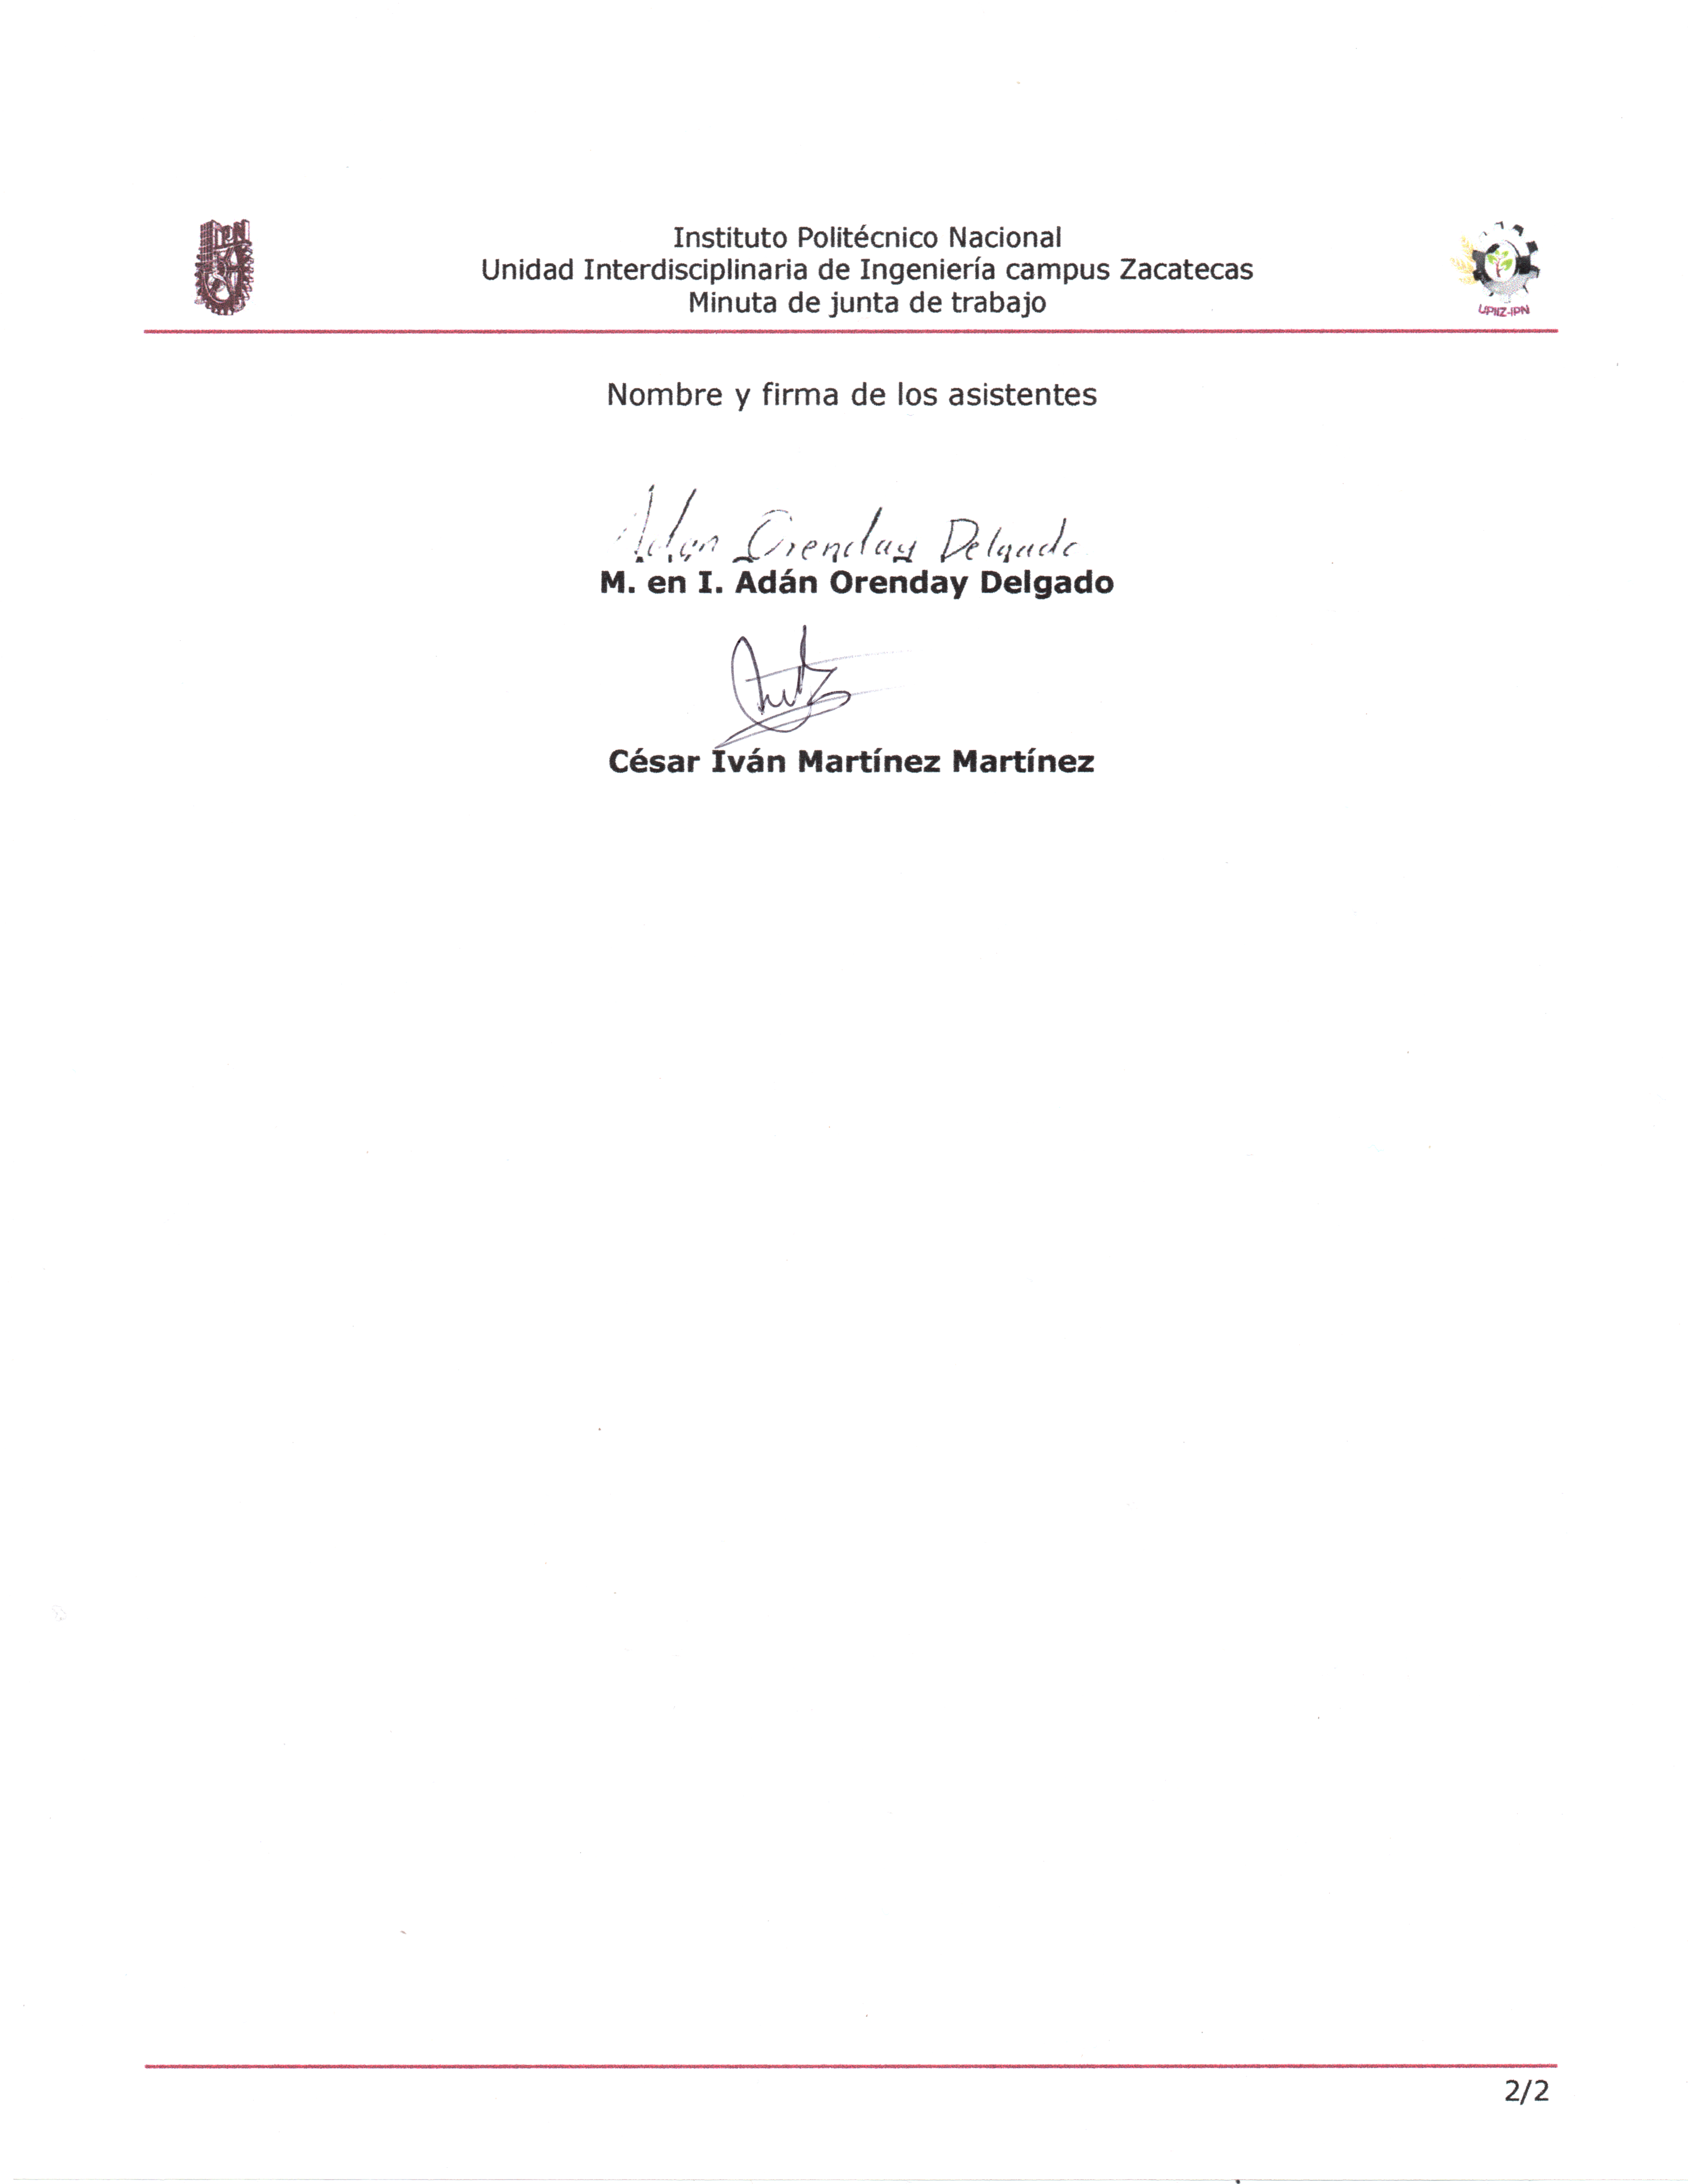 Instituto Politécnico Nacional
Unidad Interdisciplinaria de Ingeniería campus Zacatecas
Minuta de junta de trabajo
UPIIZ-IPN
Nombre y firma de los asistentes
Adan Orenday Delgado
M. en I. Adán Orenday Delgado
César Iván Martínez Martínez
2/2